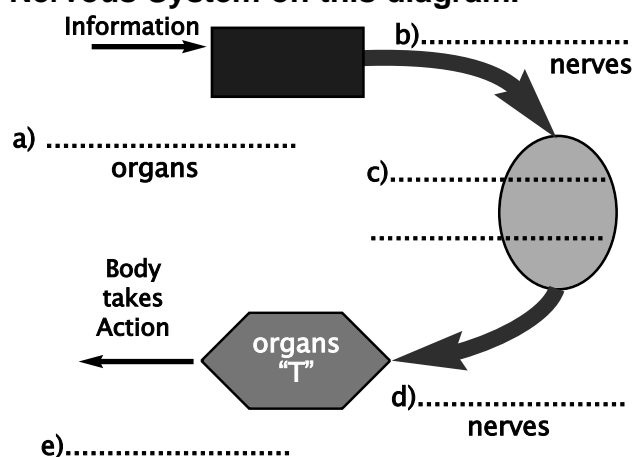 Nervous System on this diagram.
Information
b)..............................
nerves
a) ..............................
organs
c)..............................
..............................
Body
takes
Action
organs
"T"
d)..............................
nerves
e)..............................